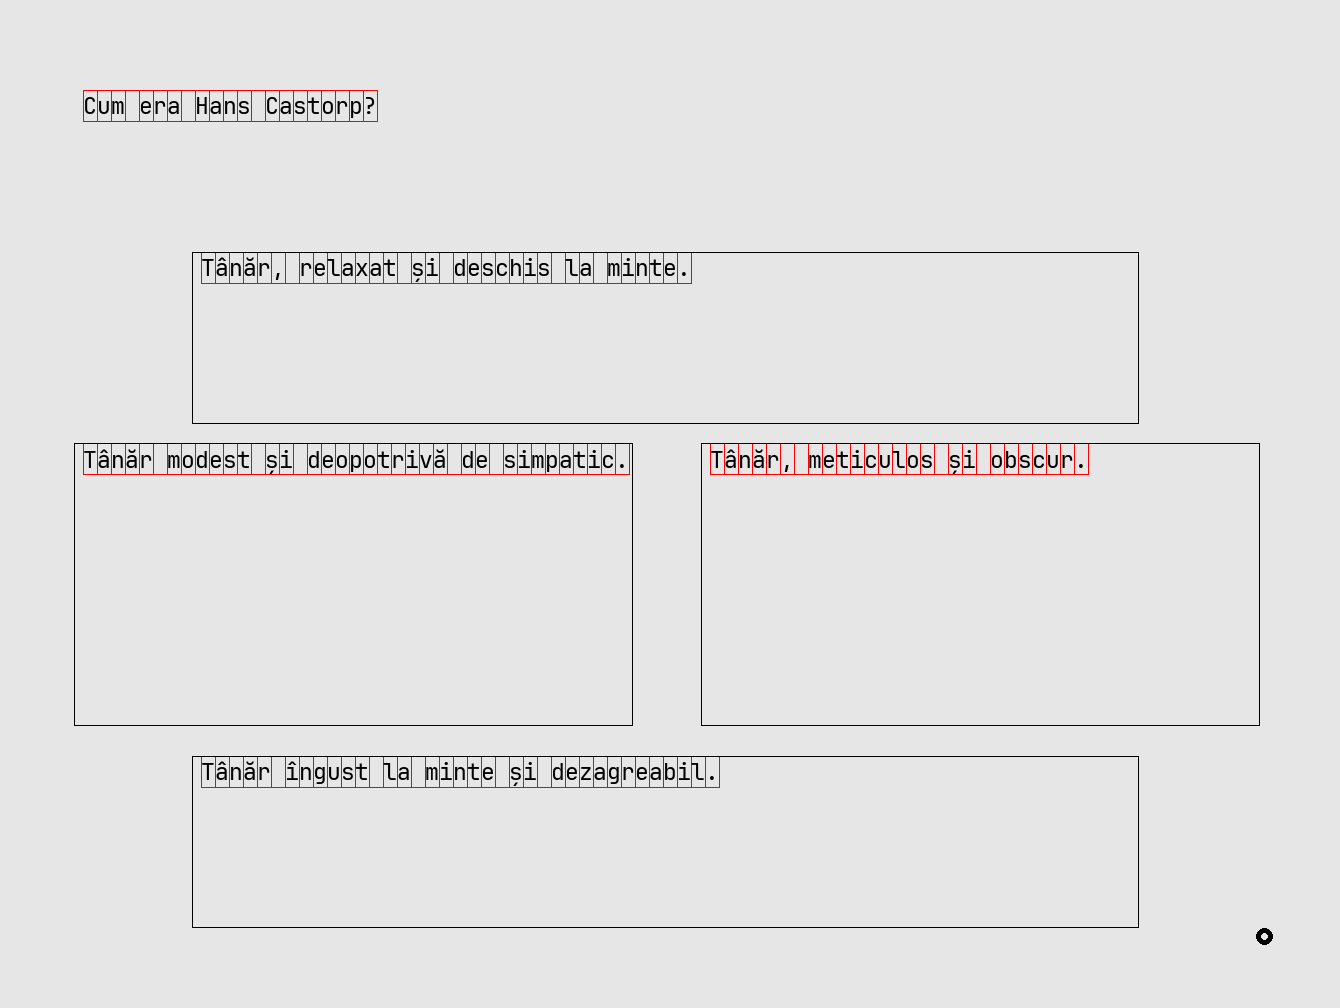 Cum era Hans Castorp?
Tânăr, relaxat și deschis la minte.
Tânăr modest și deopotrivă de simpatic.
Tânăr, meticulos și obscur.
Tânăr îngust la minte și dezagreabil.